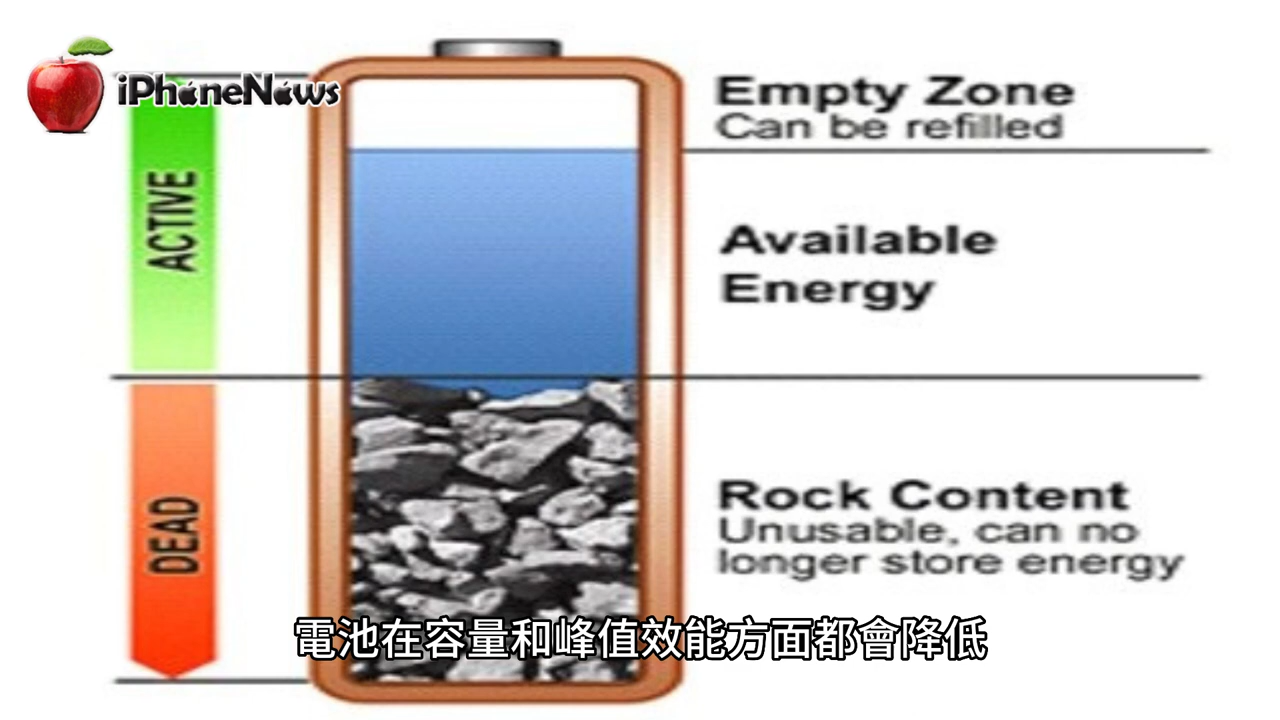 iPhoneNews
Empty Zone
Can be refilled
ACTIVE
Available
Energy
Rock Content
Unusable, can no
longer store energy
DEAD
電池在容量和峰值效能方面都會降低